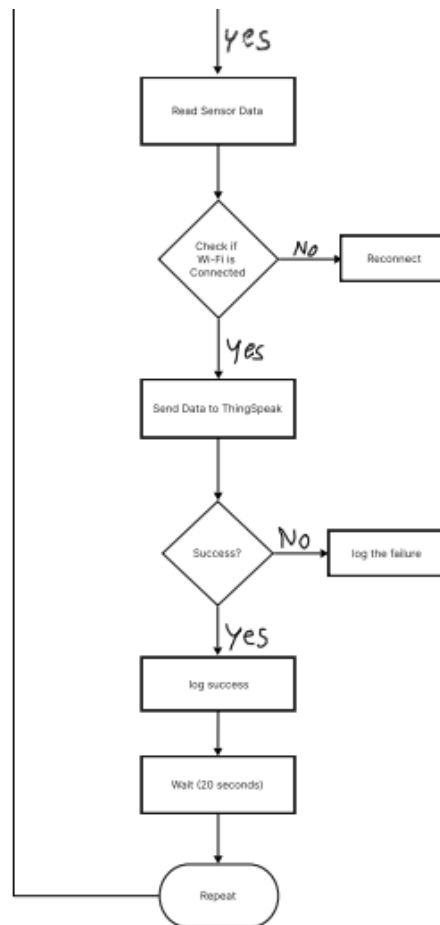 yes
Read Sensor Data
Check if
Wi-Fi is
Connected
No
Reconnect
Yes
Send Data to ThingSpeak
Success?
No
log the failure
Yes
log success
Wait (20 seconds)
Repeat